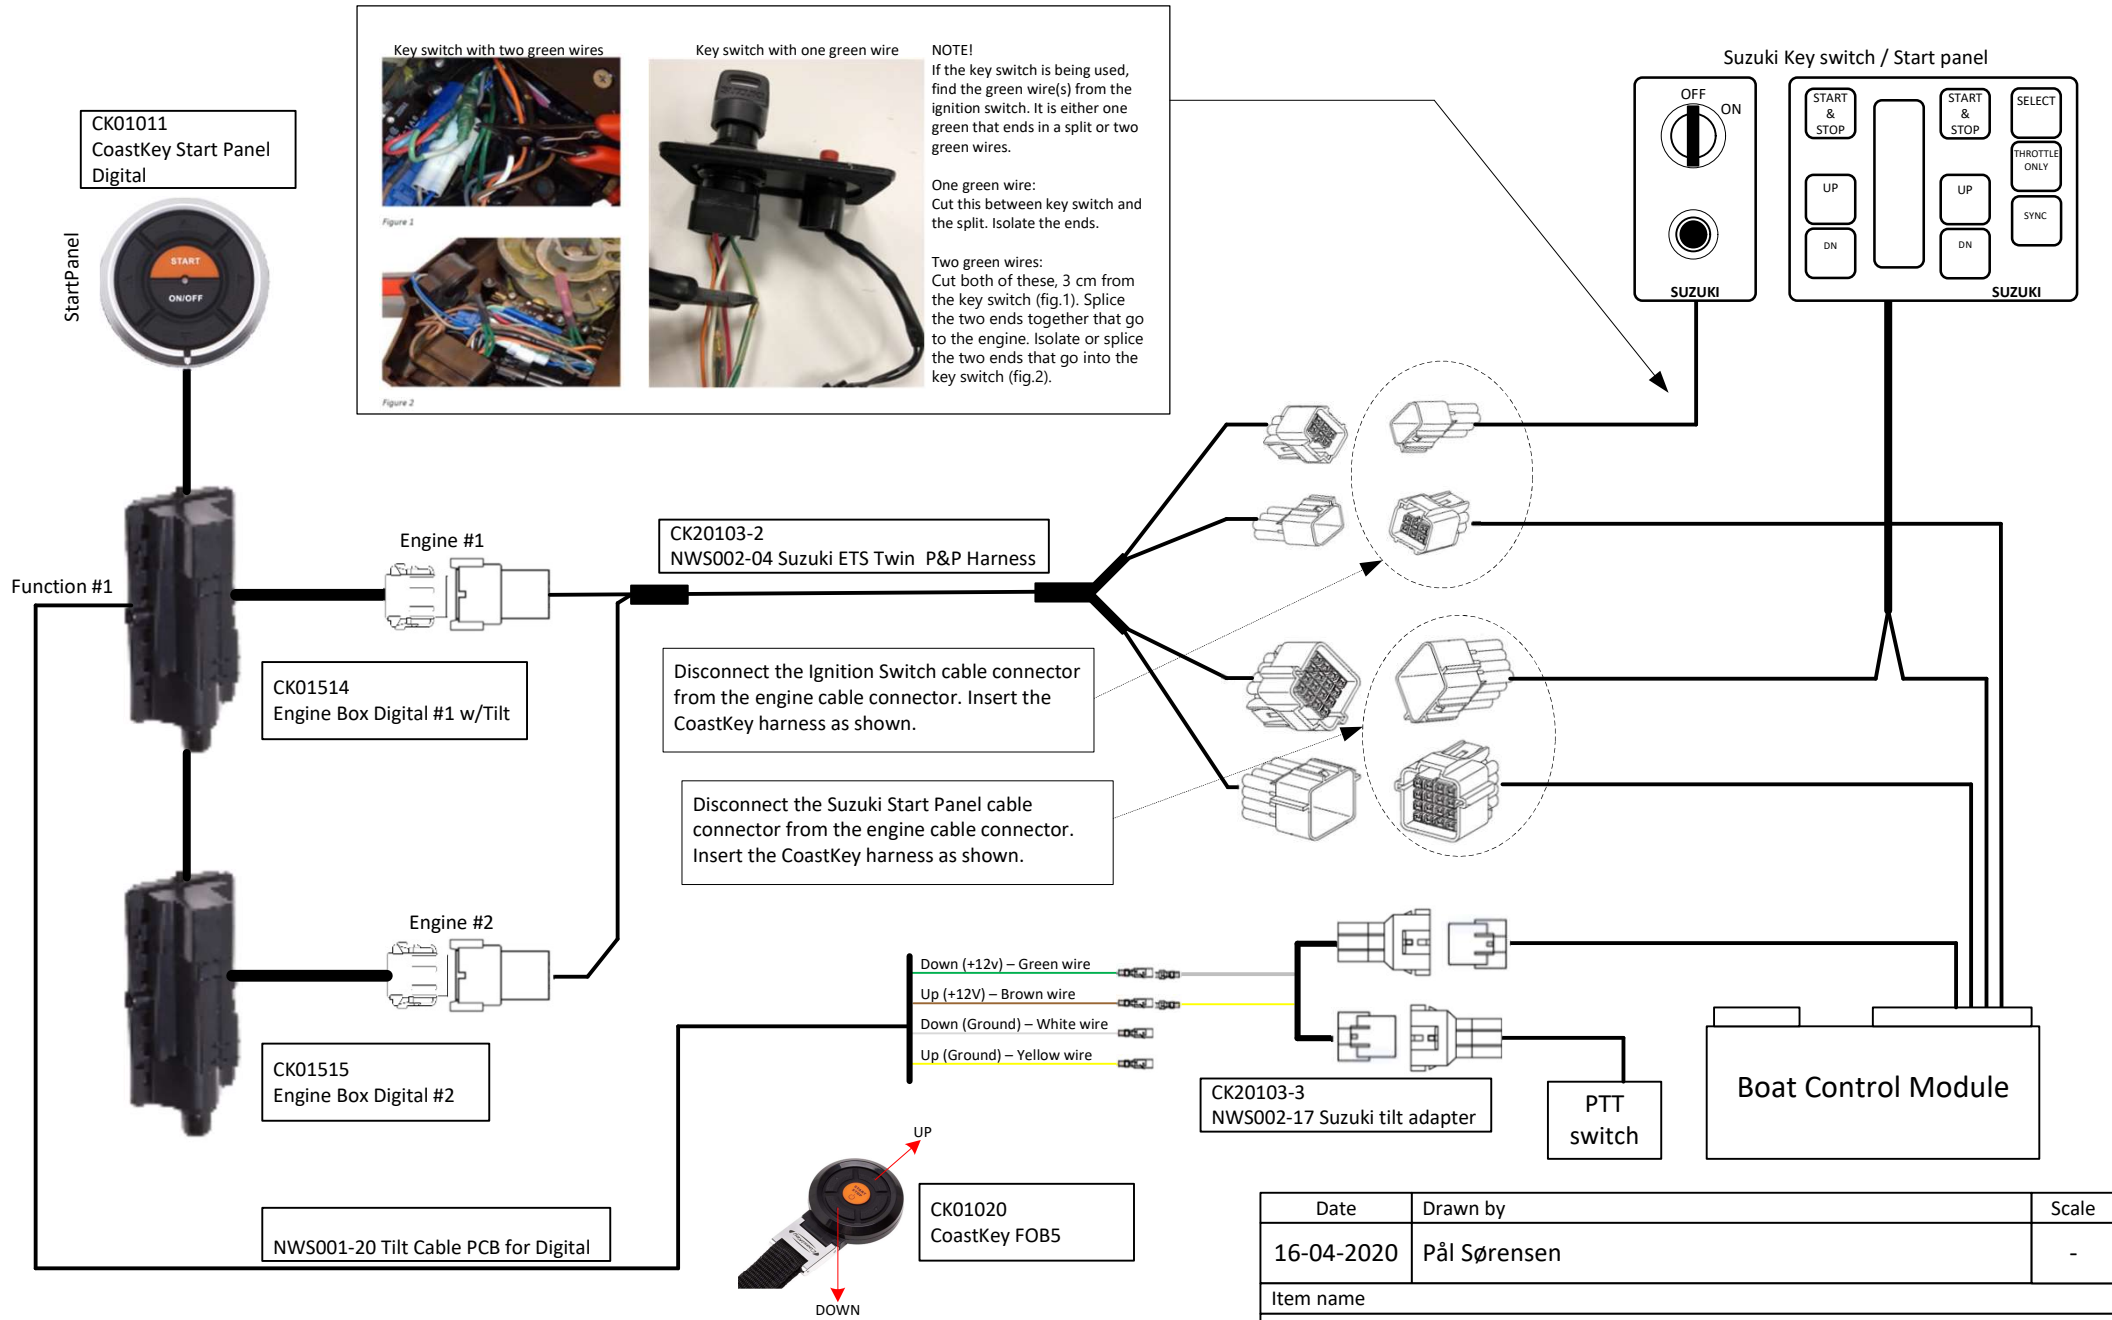 Key switch with two green wires
Key switch with one green wire
NOTE!
If the key switch is being used,
find the green wire(s) from the
ignition switch. It is either one
green that ends in a split or two
green wires.
One green wire:
Cut this between key switch and
the split. Isolate the ends.
Two green wires:
Cut both of these, 3 cm from
the key switch (fig.1). Splice
the two ends together that go
to the engine. Isolate or splice
the two ends that go into the
key switch (fig.2).
Figure 1
Figure 2
Suzuki Key switch / Start panel
OFF
ON
SUZUKI
START
&
STOP
START
&
STOP
SELECT
THROTTLE
ONLY
UP
UP
SYNC
DN
DN
SUZUKI
CK01011
CoastKey Start Panel
Digital
StartPanel
START
ON/OFF
Engine #1
CK20103-2
NWS002-04 Suzuki ETS Twin  P&P Harness
Function #1
CK01514
Engine Box Digital #1 w/Tilt
Disconnect the Ignition Switch cable connector
from the engine cable connector. Insert the
CoastKey harness as shown.
Disconnect the Suzuki Start Panel cable
connector from the engine cable connector.
Insert the CoastKey harness as shown.
Engine #2
CK01515
Engine Box Digital #2
Down (+12v) – Green wire
Up (+12V) – Brown wire
Down (Ground) – White wire
Up (Ground) – Yellow wire
CK20103-3
NWS002-17 Suzuki tilt adapter
PTT
switch
Boat Control Module
NWS001-20 Tilt Cable PCB for Digital
UP
DOWN
CK01020
CoastKey FOB5
Date
Drawn by
Scale
16-04-2020
Pål Sørensen
-
Item name